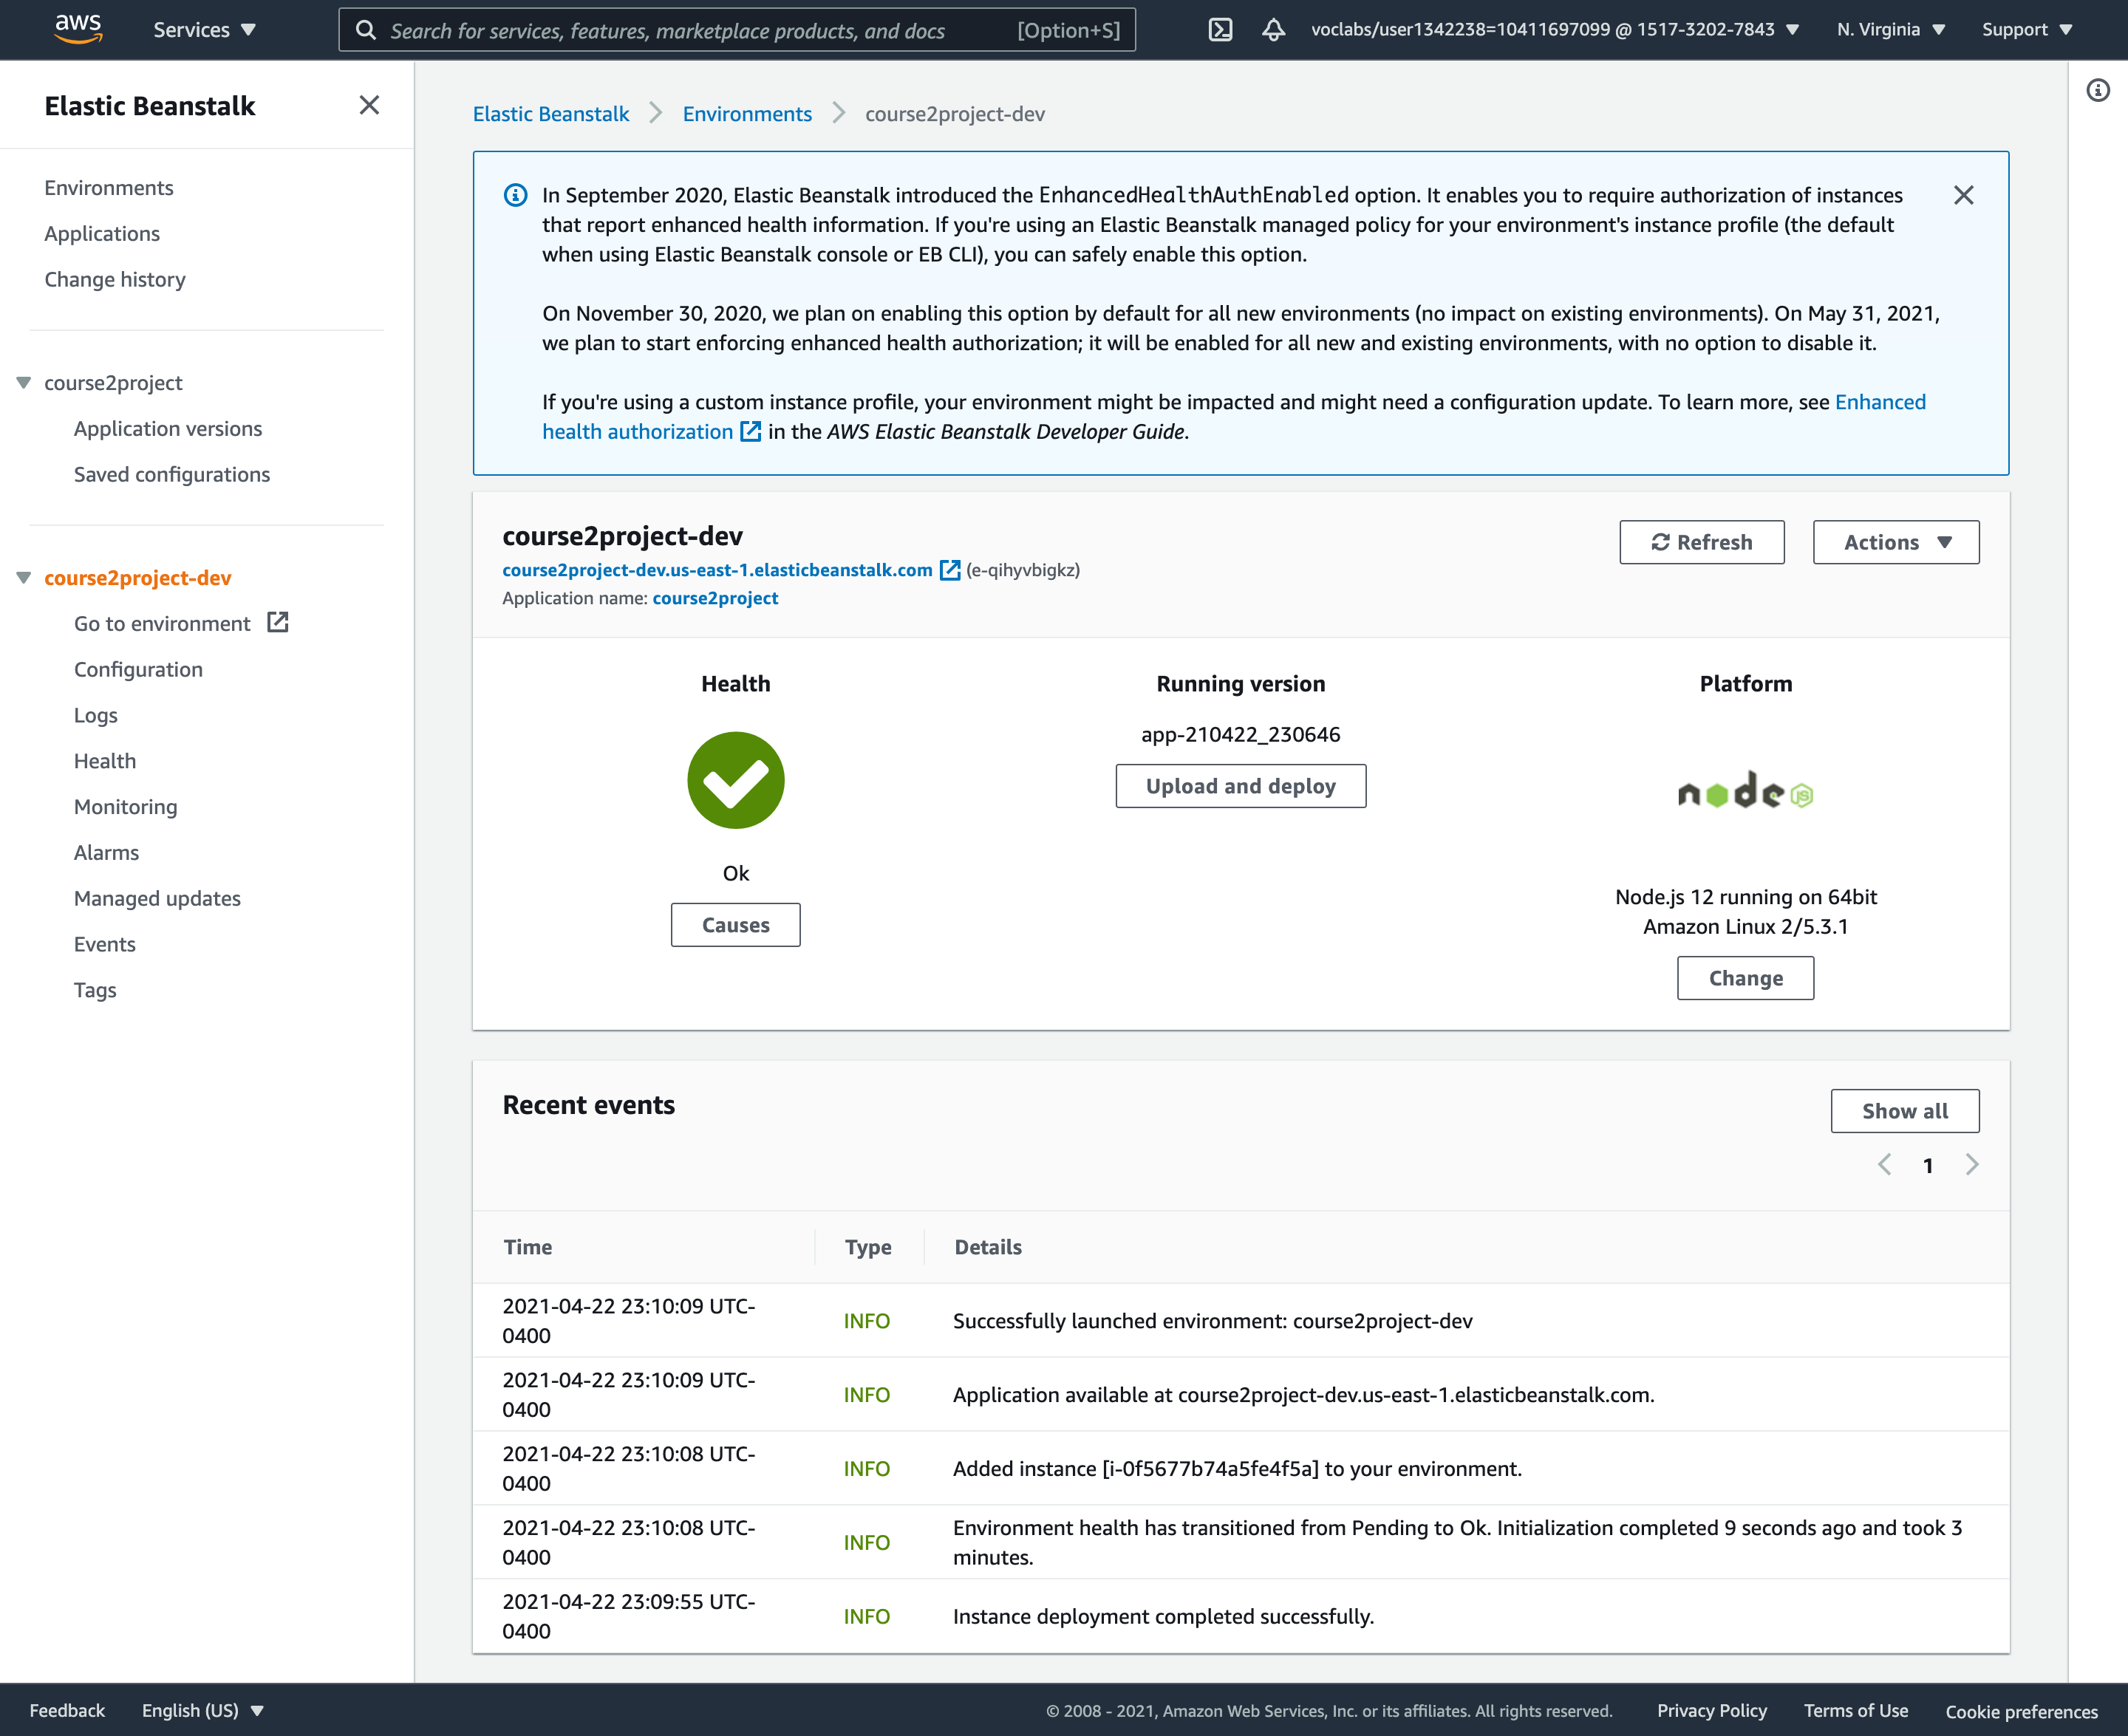 aws
Services
Search for services, features, marketplace products, and docs [Option+S]
voclabs/user1342238=10411697099 @ 1517-3202-7843
N. Virginia
Support
Elastic Beanstalk
Environments
Applications
Change history
course2project
Application versions
Saved configurations
course2project-dev
Go to environment
Configuration
Logs
Health
Monitoring
Alarms
Managed updates
Events
Tags
Elastic Beanstalk > Environments > course2project-dev
In September 2020, Elastic Beanstalk introduced the EnhancedHealthAuthEnabled option. It enables you to require authorization of instances
that report enhanced health information. If you're using an Elastic Beanstalk managed policy for your environment's instance profile (the default
when using Elastic Beanstalk console or EB CLI), you can safely enable this option.
On November 30, 2020, we plan on enabling this option by default for all new environments (no impact on existing environments). On May 31, 2021,
we plan to start enforcing enhanced health authorization; it will be enabled for all new and existing environments, with no option to disable it.
If you're using a custom instance profile, your environment might be impacted and might need a configuration update. To learn more, see Enhanced
health authorization in the AWS Elastic Beanstalk Developer Guide.
course2project-dev
course2project-dev.us-east-1.elasticbeanstalk.com (e-qihyvbigkz)
Application name: course2project
Refresh
Actions
Health
Ok
Causes
Running version
app-210422_230646
Upload and deploy
Platform
node JS
Node.js 12 running on 64bit
Amazon Linux 2/5.3.1
Change
Recent events
Show all
1
Time Type Details
2021-04-22 23:10:09 UTC-
0400
INFO
Successfully launched environment: course2project-dev
2021-04-22 23:10:09 UTC-
0400
INFO
Application available at course2project-dev.us-east-1.elasticbeanstalk.com.
2021-04-22 23:10:08 UTC-
0400
INFO
Added instance [i-0f5677b74a5fe4f5a] to your environment.
2021-04-22 23:10:08 UTC-
0400
INFO
Environment health has transitioned from Pending to Ok. Initialization completed 9 seconds ago and took 3
minutes.
2021-04-22 23:09:55 UTC-
0400
INFO
Instance deployment completed successfully.
Feedback
English (US)
© 2008 - 2021, Amazon Web Services, Inc. or its affiliates. All rights reserved.
Privacy Policy
Terms of Use
Cookie preferences